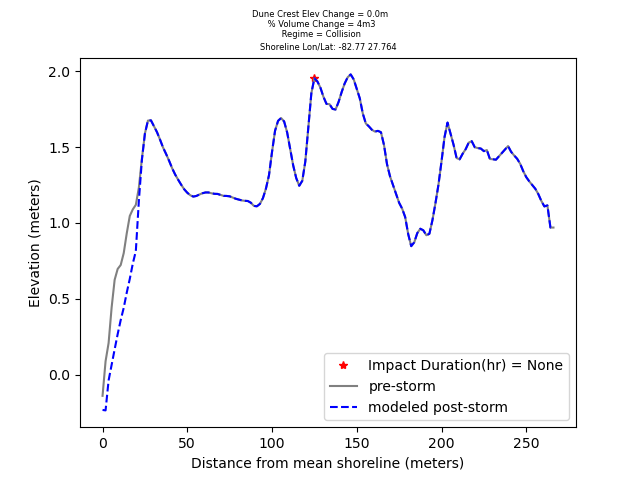 Dune Crest Elev Change = 0.0m
% Volume Change = 4m3
Regime = Collision
Shoreline Lon/Lat: -82.77 27.764
2.0
1.5
1.0
0.5
0.0
Elevation (meters)
Impact Duration(hr) = None
pre-storm
modeled post-storm
0 50 100 150 200 250
Distance from mean shoreline (meters)